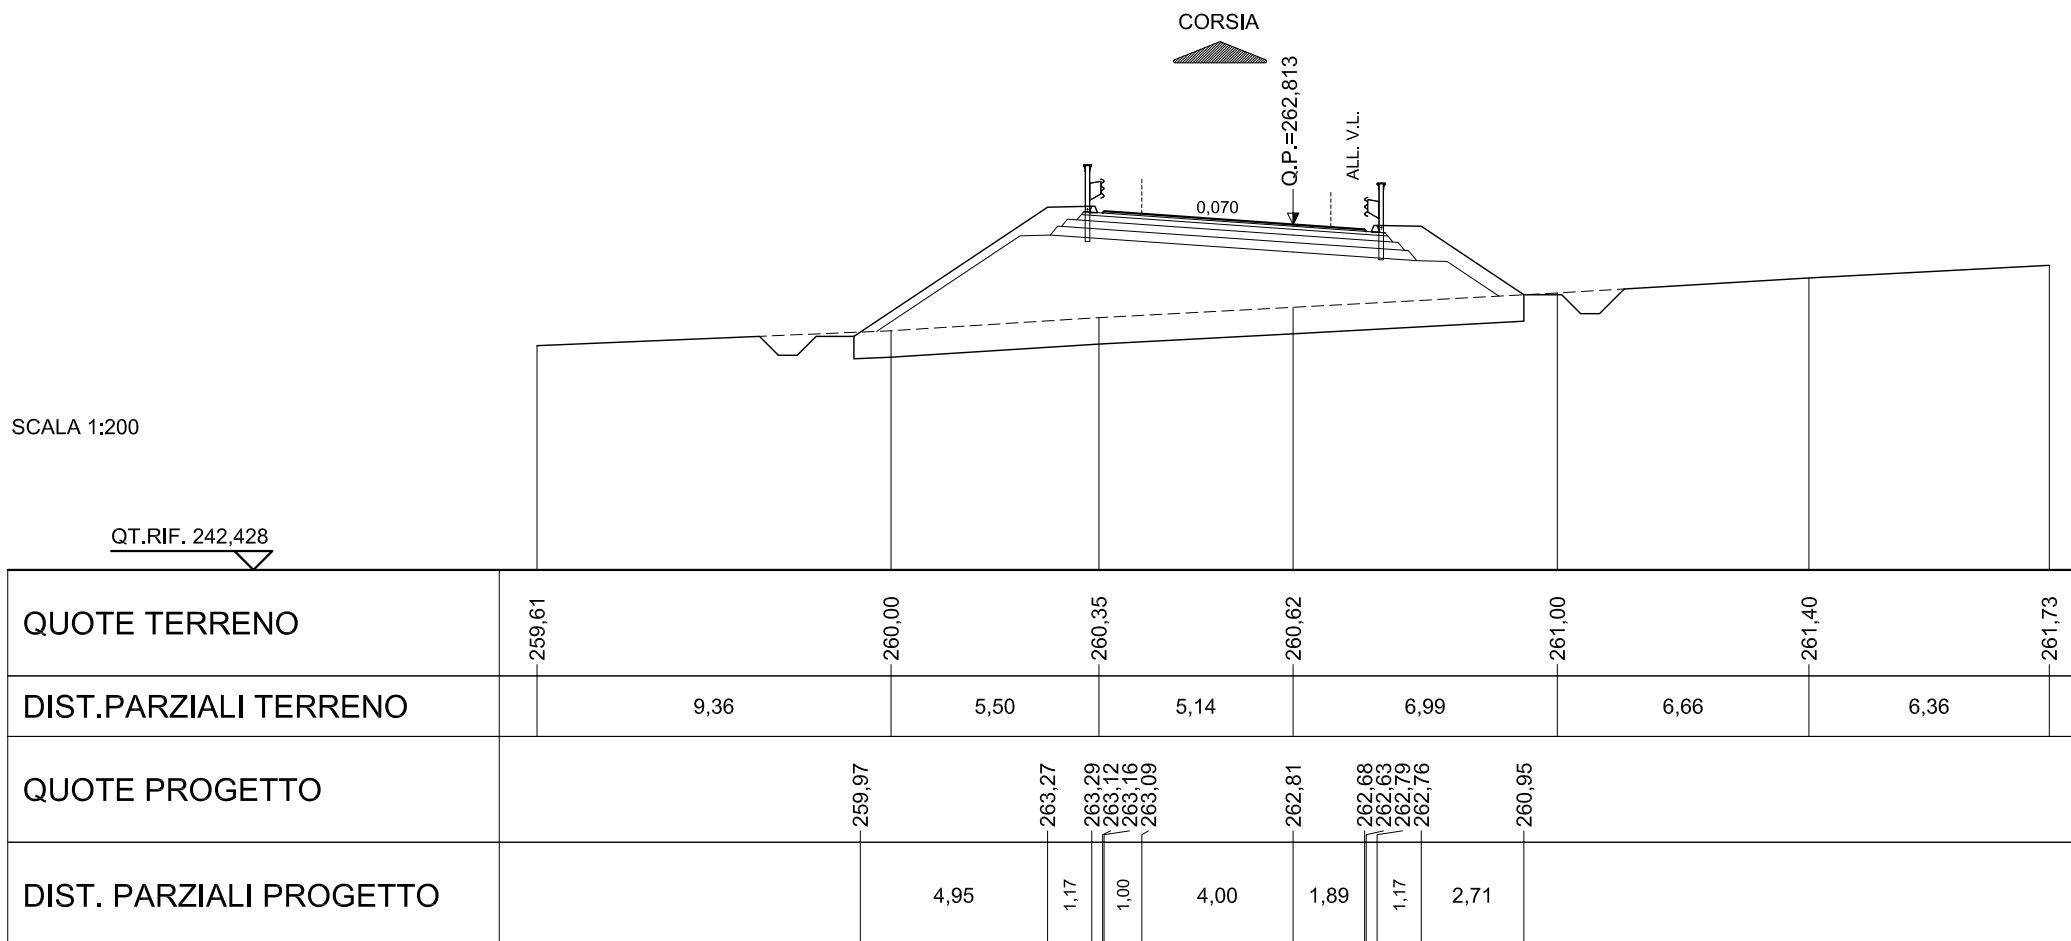 CORSIA
Q.P.=262,813
ALL. V.L.
0,070
SCALA 1:200
QT.RIF. 242,428
QUOTE TERRENO
259,61 260,00 260,35 260,62 261,00 261,40 261,73
DIST.PARZIALI TERRENO
9,36 5,50 5,14 6,99 6,66 6,36
QUOTE PROGETTO
259,97 263,27 263,29 263,12 263,16 263,09 262,81 262,68 262,63 262,79 262,76 260,95
DIST. PARZIALI PROGETTO
4,95 1,17 1,00 4,00 1,89 1,17 2,71